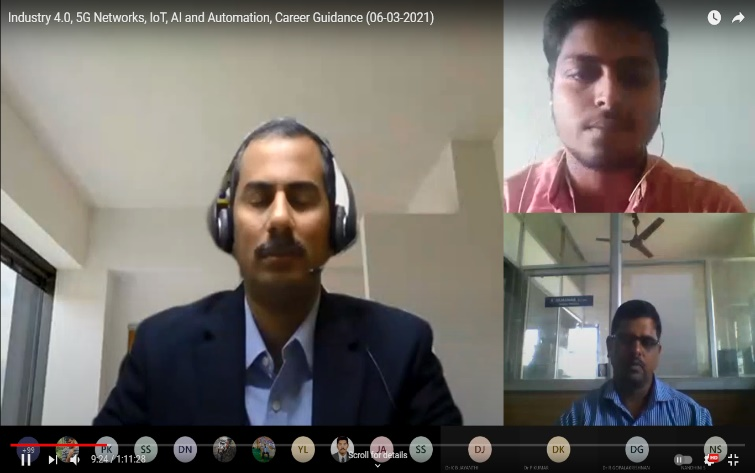 Industry 4.0, 5G Networks, IoT, AI and Automation, Career Guidance (06-03-2021)
+99
PK
SS
DN
YL
JA
SS
DJ
DK
DG
NS
9:24 / 1:11:28
Scroll for details